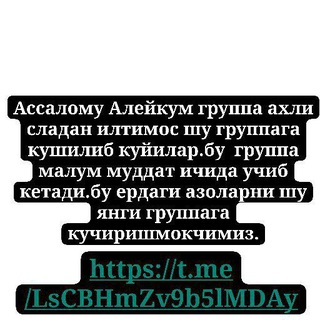 Ассалому Алейкум группа ахли
сладан илтимос шу группага
кушилиб куйилар.бу группа
малум муддат ичида учиб
кетади.бу ердаги азоларни шу
янги группага
кучиришмокчимиз.
https://t.me
/LsCBHmZv9b5lMDAy